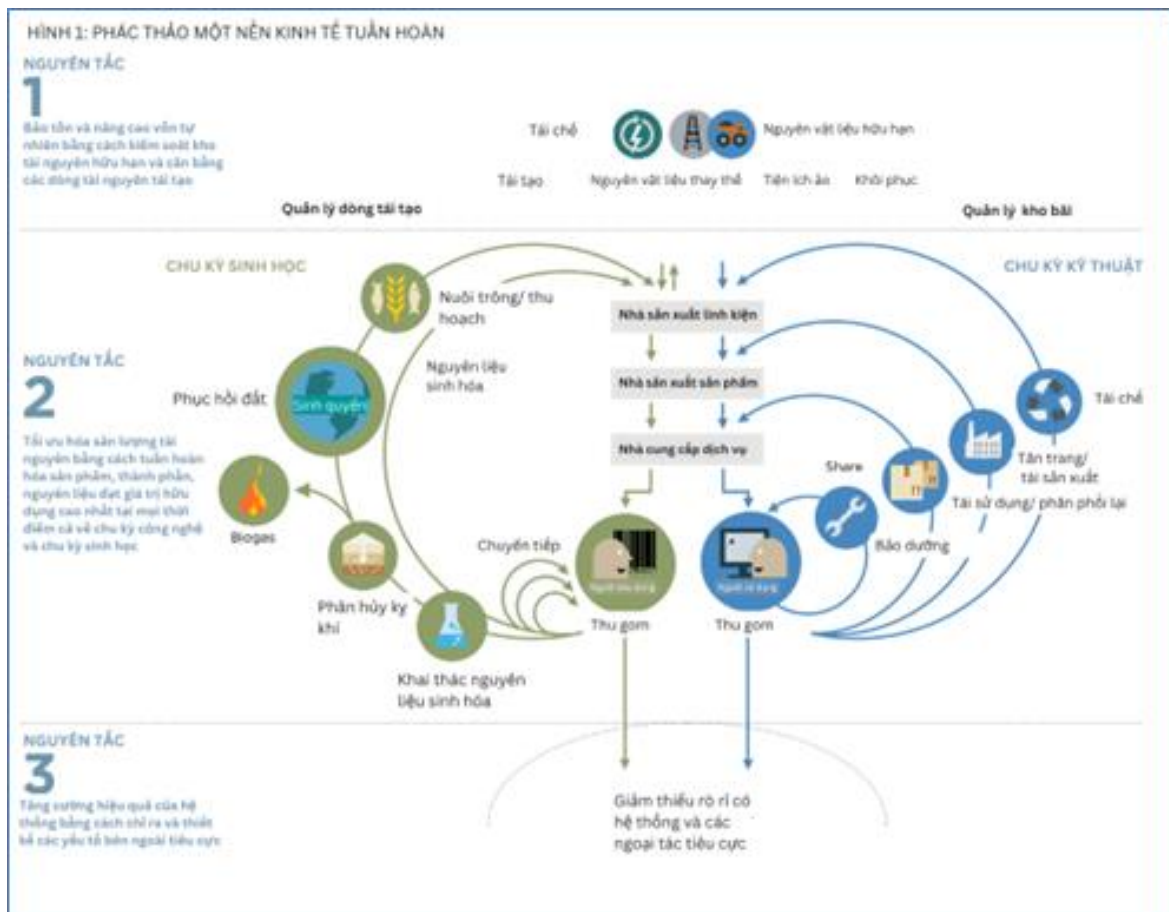 HÌNH 1: PHÁC THẢO MỘT NỀN KINH TẾ TUẦN HOÀN
NGUYÊN TẮC
1
Bảo tồn và nâng cao vốn tự
nhiên bằng cách kiểm soát kho
tài nguyên hữu hạn và cân bằng
các dòng tài nguyên tái tạo
Tái chế
Nguyên vật liệu hữu hạn
Tái tạo
Nguyên vật liệu thay thế
Tiện ích ảo
Khôi phục
Quản lý dòng tái tạo
Quản lý kho bãi
CHU KỲ SINH HỌC
CHU KỲ KỸ THUẬT
Nuôi trồng/ thu
hoạch
Nhà sản xuất linh kiện
NGUYÊN TẮC
2
Tối ưu hóa sản lượng tài
nguyên bằng cách tuần hoàn
hóa sản phẩm, thành phần,
nguyên liệu đạt giá trị hữu
dụng cao nhất tại mọi thời
điểm cả về chu kỳ công nghệ
và chu kỳ sinh học
Nguyên liệu
sinh hóa
Nhà sản xuất sản phẩm
Phục hồi đất
Sinh quyển
Tái chế
Nhà cung cấp dịch vụ
Share
Tân trang/
tái sản xuất
Tái sử dụng/ phân phối lại
Biogas
Chuyển tiếp
Bảo dưỡng
Người tiêu dùng
Người sử dụng
Phân hủy kỵ
khí
Thu gom
Thu gom
Khai thác nguyên
liệu sinh hóa
NGUYÊN TẮC
3
Tăng cường hiệu quả của hệ
thống bằng cách chỉ ra và thiết
kế các yếu tố bên ngoài tiêu cực
Giảm thiểu rò rỉ có
hệ thống và các
ngoại tác tiêu cực